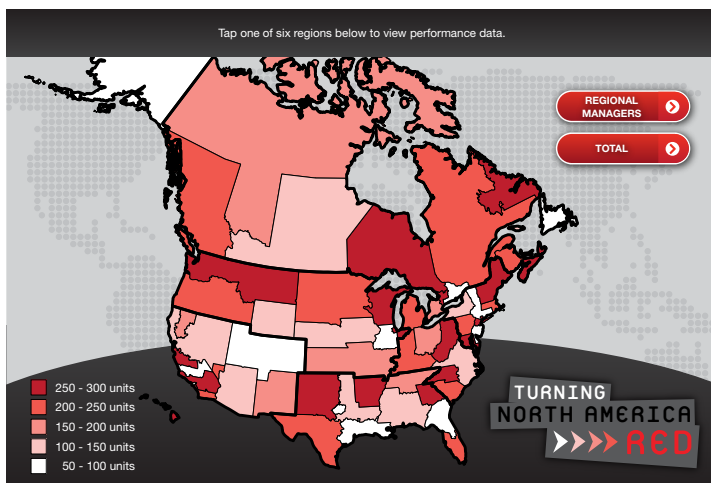 Tap one of six regions below to view performance data.
REGIONAL
MANAGERS
TOTAL
250 - 300 units
200 - 250 units
150 - 200 units
100 - 150 units
50 - 100 units
TURNING
NORTH AMERICA
RED